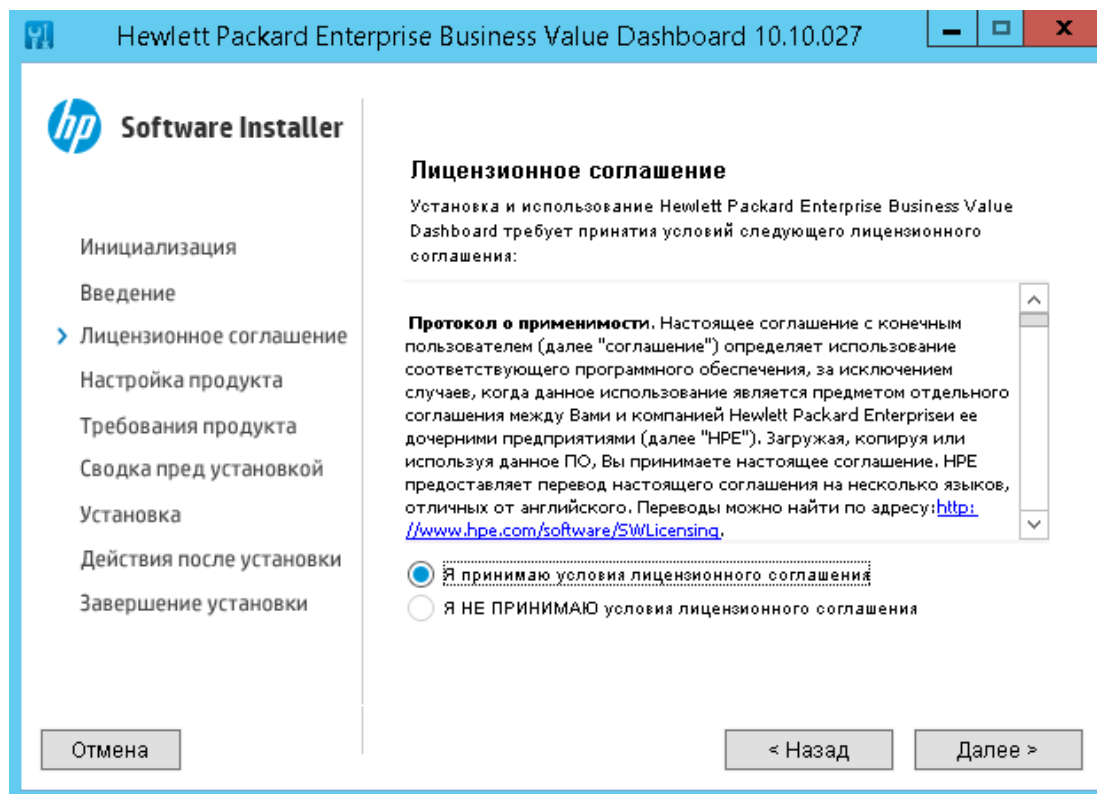 Hewlett Packard Enterprise Business Value Dashboard 10.10.027
hp
Software Installer
Инициализация
Введение
Лицензионное соглашение
Настройка продукта
Требования продукта
Сводка пред установкой
Установка
Действия после установки
Завершение установки
Лицензионное соглашение
Установка и использование Hewlett Packard Enterprise Business Value
Dashboard требует принятия условий следующего лицензионного
соглашения:
Протокол о применимости. Настоящее соглашение с конечным
пользователем (далее "соглашение") определяет использование
соответствующего программного обеспечения, за исключением
случаев, когда данное использование является предметом отдельного
соглашения между Вами и компанией Hewlett Packard Enterpriseи ее
дочерними предприятиями (далее "HPE"). Загружая, копируя или
используя данное ПО, Вы принимаете настоящее соглашение. HPE
предоставляет перевод настоящего соглашения на несколько языков,
отличных от английского. Переводы можно найти по адресу:http:
//www.hpe.com/software/SWLicensing.
Я принимаю условия лицензионного соглашения
Я НЕ ПРИНИМАЮ условия лицензионного соглашения
Отмена
< Назад
Далее >